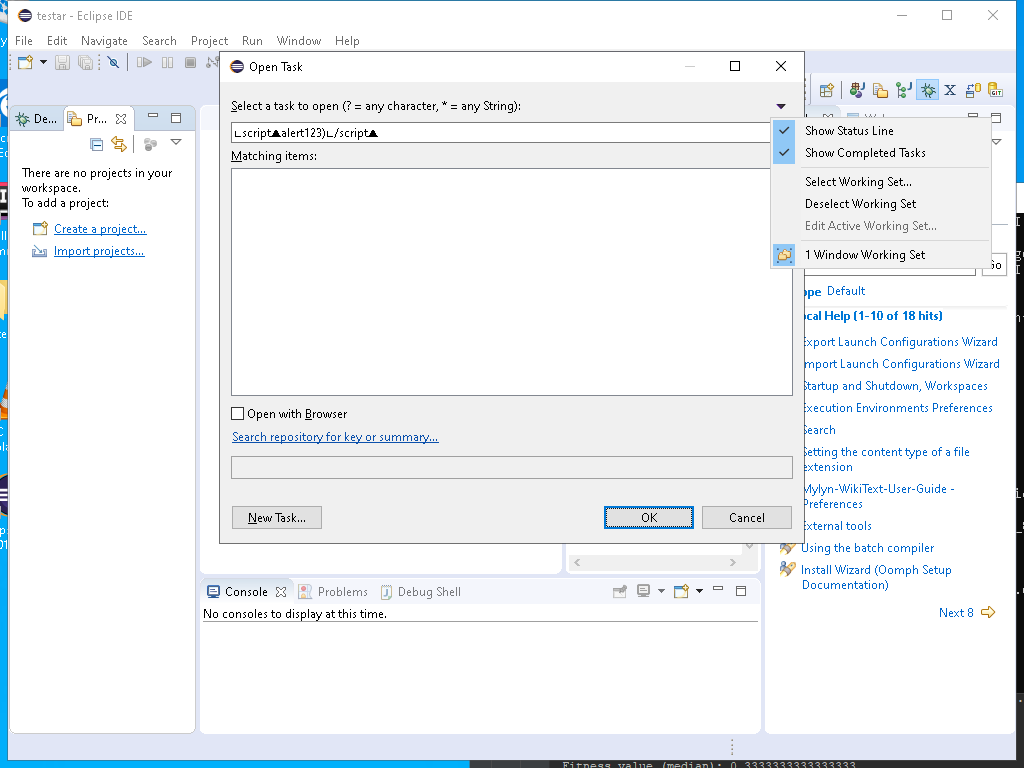 testar - Eclipse IDE
File Edit Navigate Search Project Run Window Help
Open Task
Select a task to open (? = any character, * = any String):
ㄴscript▲alert123)ㄴ/script▲
Matching items:
Show Status Line
Show Completed Tasks
Select Working Set...
Deselect Working Set
Edit Active Working Set...
1 Window Working Set
De...
Pr...
There are no projects in your
workspace.
To add a project:
Create a project...
Import projects...
Default
cal Help (1-10 of 18 hits)
Export Launch Configurations Wizard
Import Launch Configurations Wizard
Startup and Shutdown, Workspaces
Execution Environments Preferences
Search
Setting the content type of a file
extension
Mylyn-WikiText-User-Guide -
Preferences
External tools
Using the batch compiler
Install Wizard (Oomph Setup
Documentation)
Next 8
Open with Browser
Search repository for key or summary...
New Task...
OK
Cancel
Console
Problems
Debug Shell
No consoles to display at this time.
Fitness value (median): 0.3333333333333333